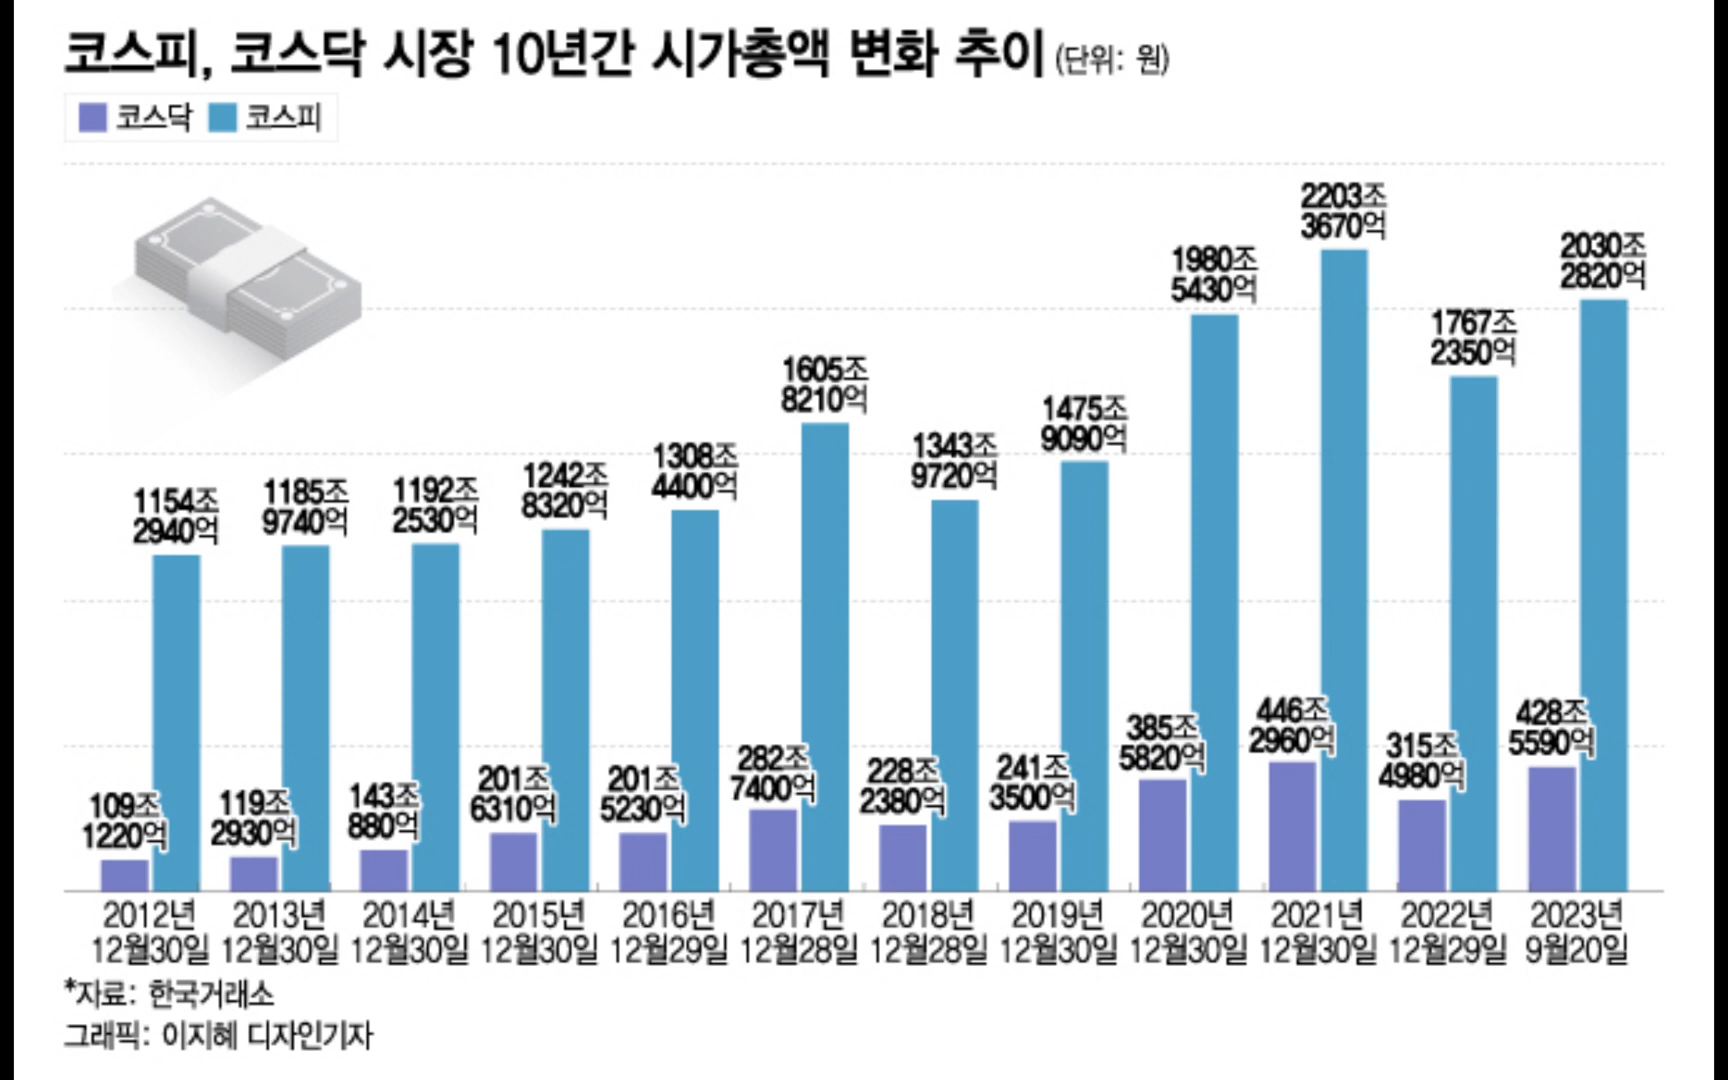 코스피, 코스닥 시장 10년간 시가총액 변화 추이 (단위: 원)
코스닥 코스피
109조
1220억
1154조
2940억
119조
2930억
1185조
9740억
143조
880억
1192조
2530억
201조
6310억
1242조
8320억
201조
5230억
1308조
4400억
282조
7400억
1605조
8210억
228조
2380억
1343조
9720억
241조
3500억
1475조
9090억
385조
5820억
1980조
5430억
446조
2960억
2203조
3670억
315조
4980억
1767조
2350억
428조
5590억
2030조
2820억
2012년
12월30일
2013년
12월30일
2014년
12월30일
2015년
12월30일
2016년
12월29일
2017년
12월28일
2018년
12월28일
2019년
12월30일
2020년
12월30일
2021년
12월30일
2022년
12월29일
2023년
9월20일
*자료: 한국거래소
그래픽: 이지혜 디자인기자